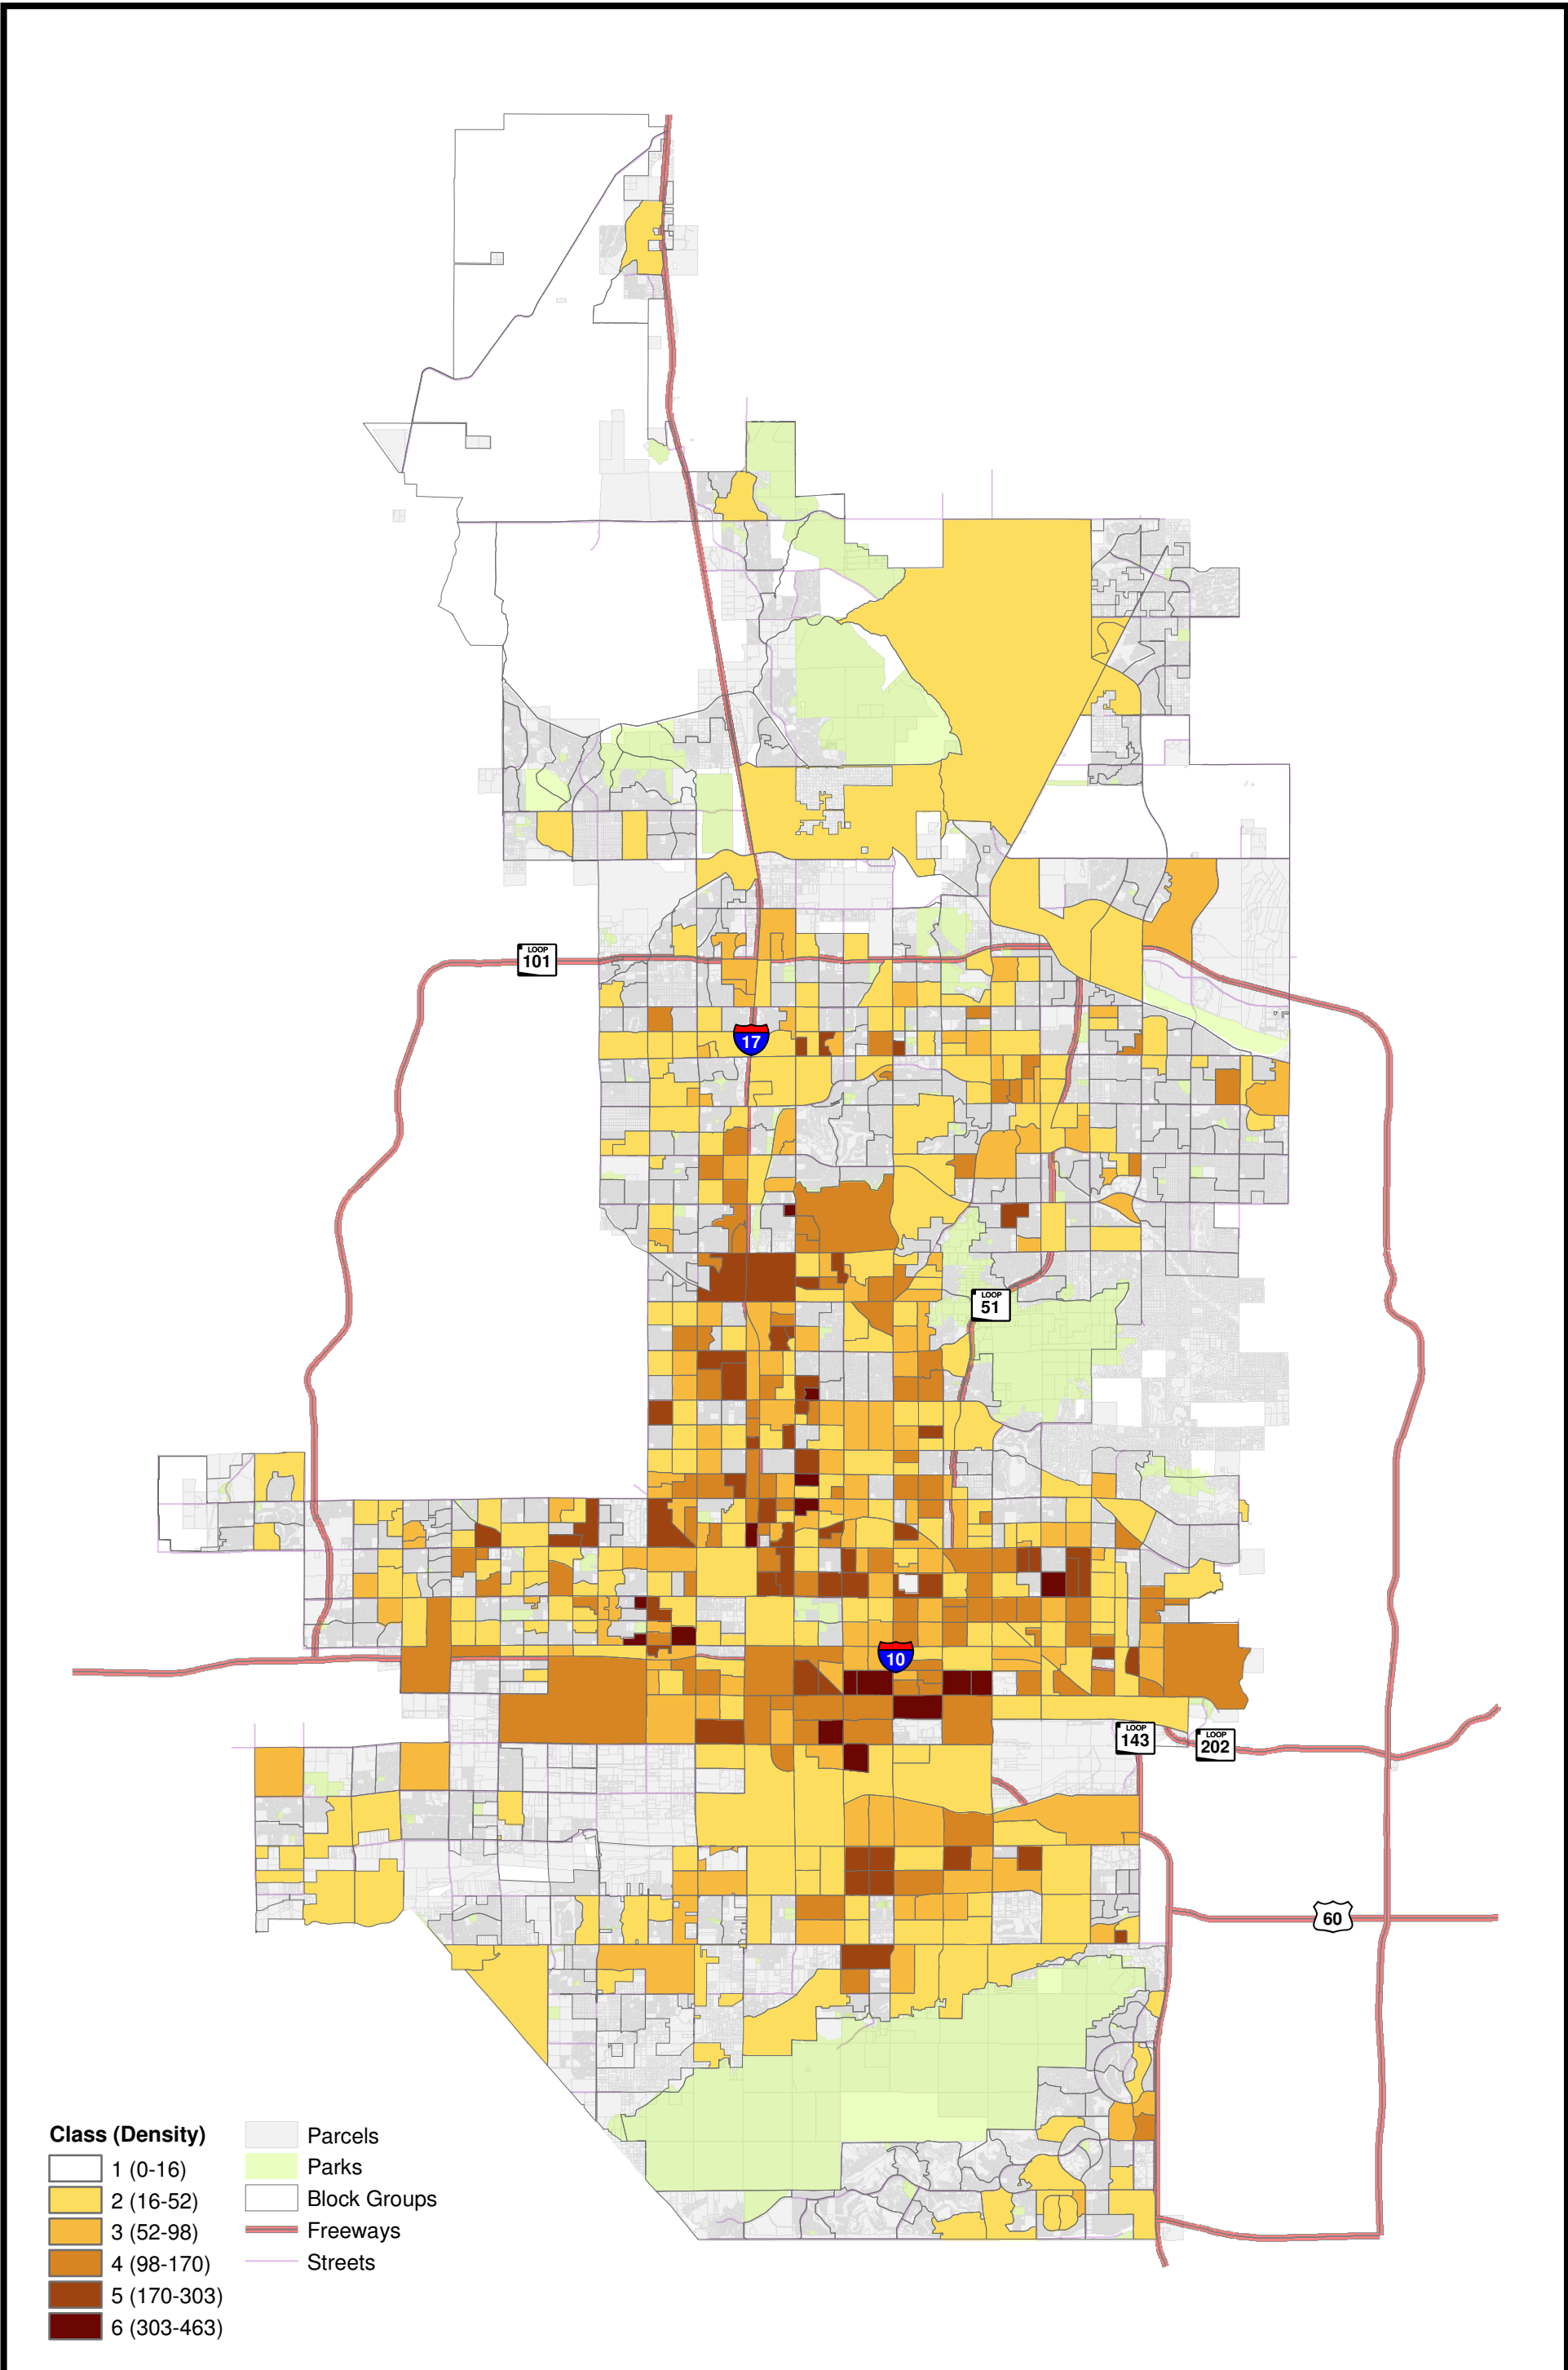 LOOP
101
17
LOOP
51
10
LOOP
143
LOOP
202
60
Class (Density)
1 (0-16)
2 (16-52)
3 (52-98)
4 (98-170)
5 (170-303)
6 (303-463)
Parcels
Parks
Block Groups
Freeways
Streets